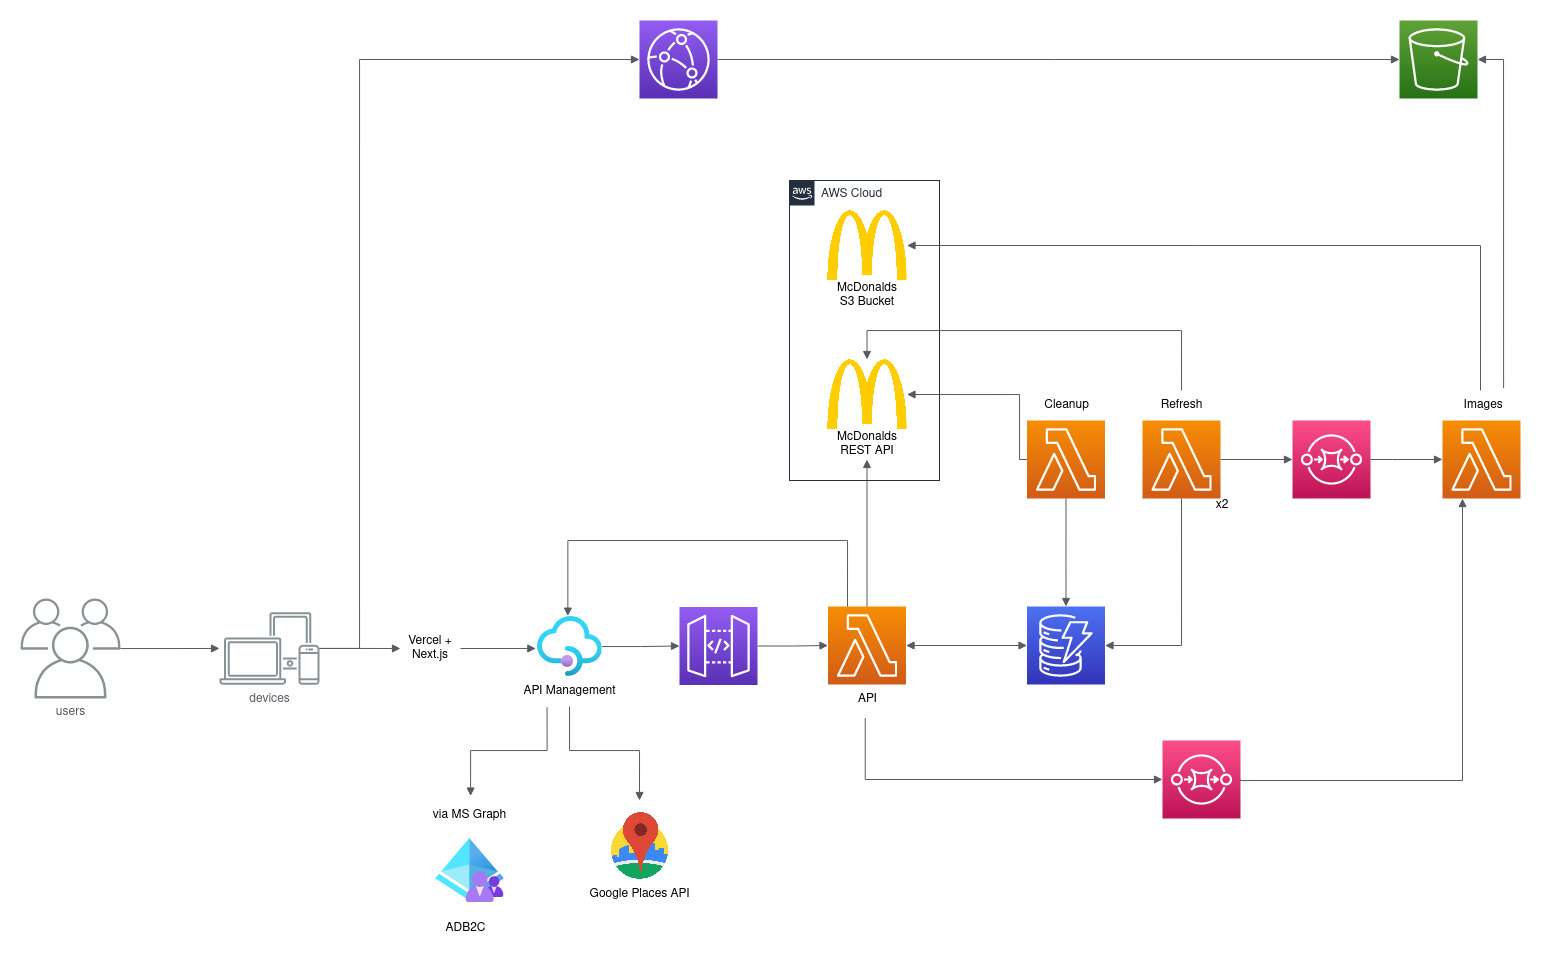 aws
AWS Cloud
McDonalds
S3 Bucket
McDonalds
REST API
Cleanup
Refresh
Images
x2
Vercel +
Next.js
</>
API Management
API
devices
users
via MS Graph
Google Places API
ADB2C